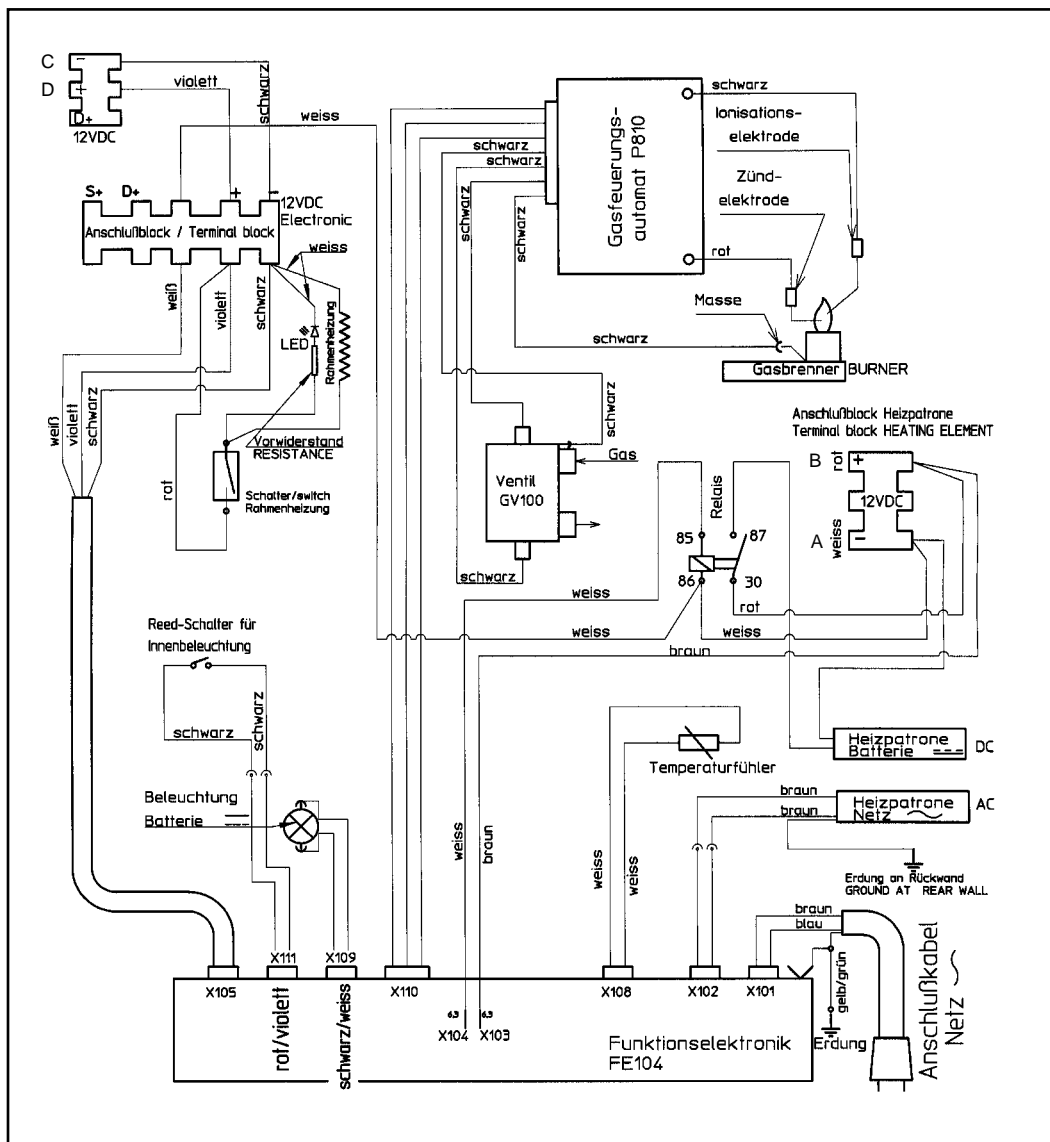 C
D
-
+
D+
12VDC
violett
schwarz
weiss
S+
D+
+
-
12VDC
Electronic
Anschlußblock / Terminal block
weiss
weiß
violett
schwarz
LED
Rahmenheizung
weiß
violett
schwarz
rot
Vorwiderstand
RESISTANCE
Schalter/switch
Rahmenheizung
schwarz
schwarz
schwarz
schwarz
Gasfeuerungs-
automat P810
schwarz
Ionisations-
elektrode
Zünd-
elektrode
rot
Masse
schwarz
Gasbrenner
BURNER
schwarz
Gas
Ventil
GV100
schwarz
Anschlußblock Heizpatrone
Terminal block HEATING ELEMENT
B
rot
+
12VDC
A
weiss
-
Relais
85
87
86
30
rot
weiss
weiss
weiss
braun
Reed-Schalter für
Innenbeleuchtung
schwarz
schwarz
Beleuchtung
Batterie
weiss
braun
Temperaturfühler
weiss
weiss
Heizpatrone
Batterie
DC
braun
braun
Heizpatrone
Netz
AC
Erdung an Rückwand
GROUND AT REAR WALL
braun
blau
gelb/grün
Erdung
Anschlußkabel
Netz
X105
X111
rot/violett
X109
schwarz/weiss
X110
6.3
6.3
X104
X103
X108
X102
X101
Funktionselektronik
FE104